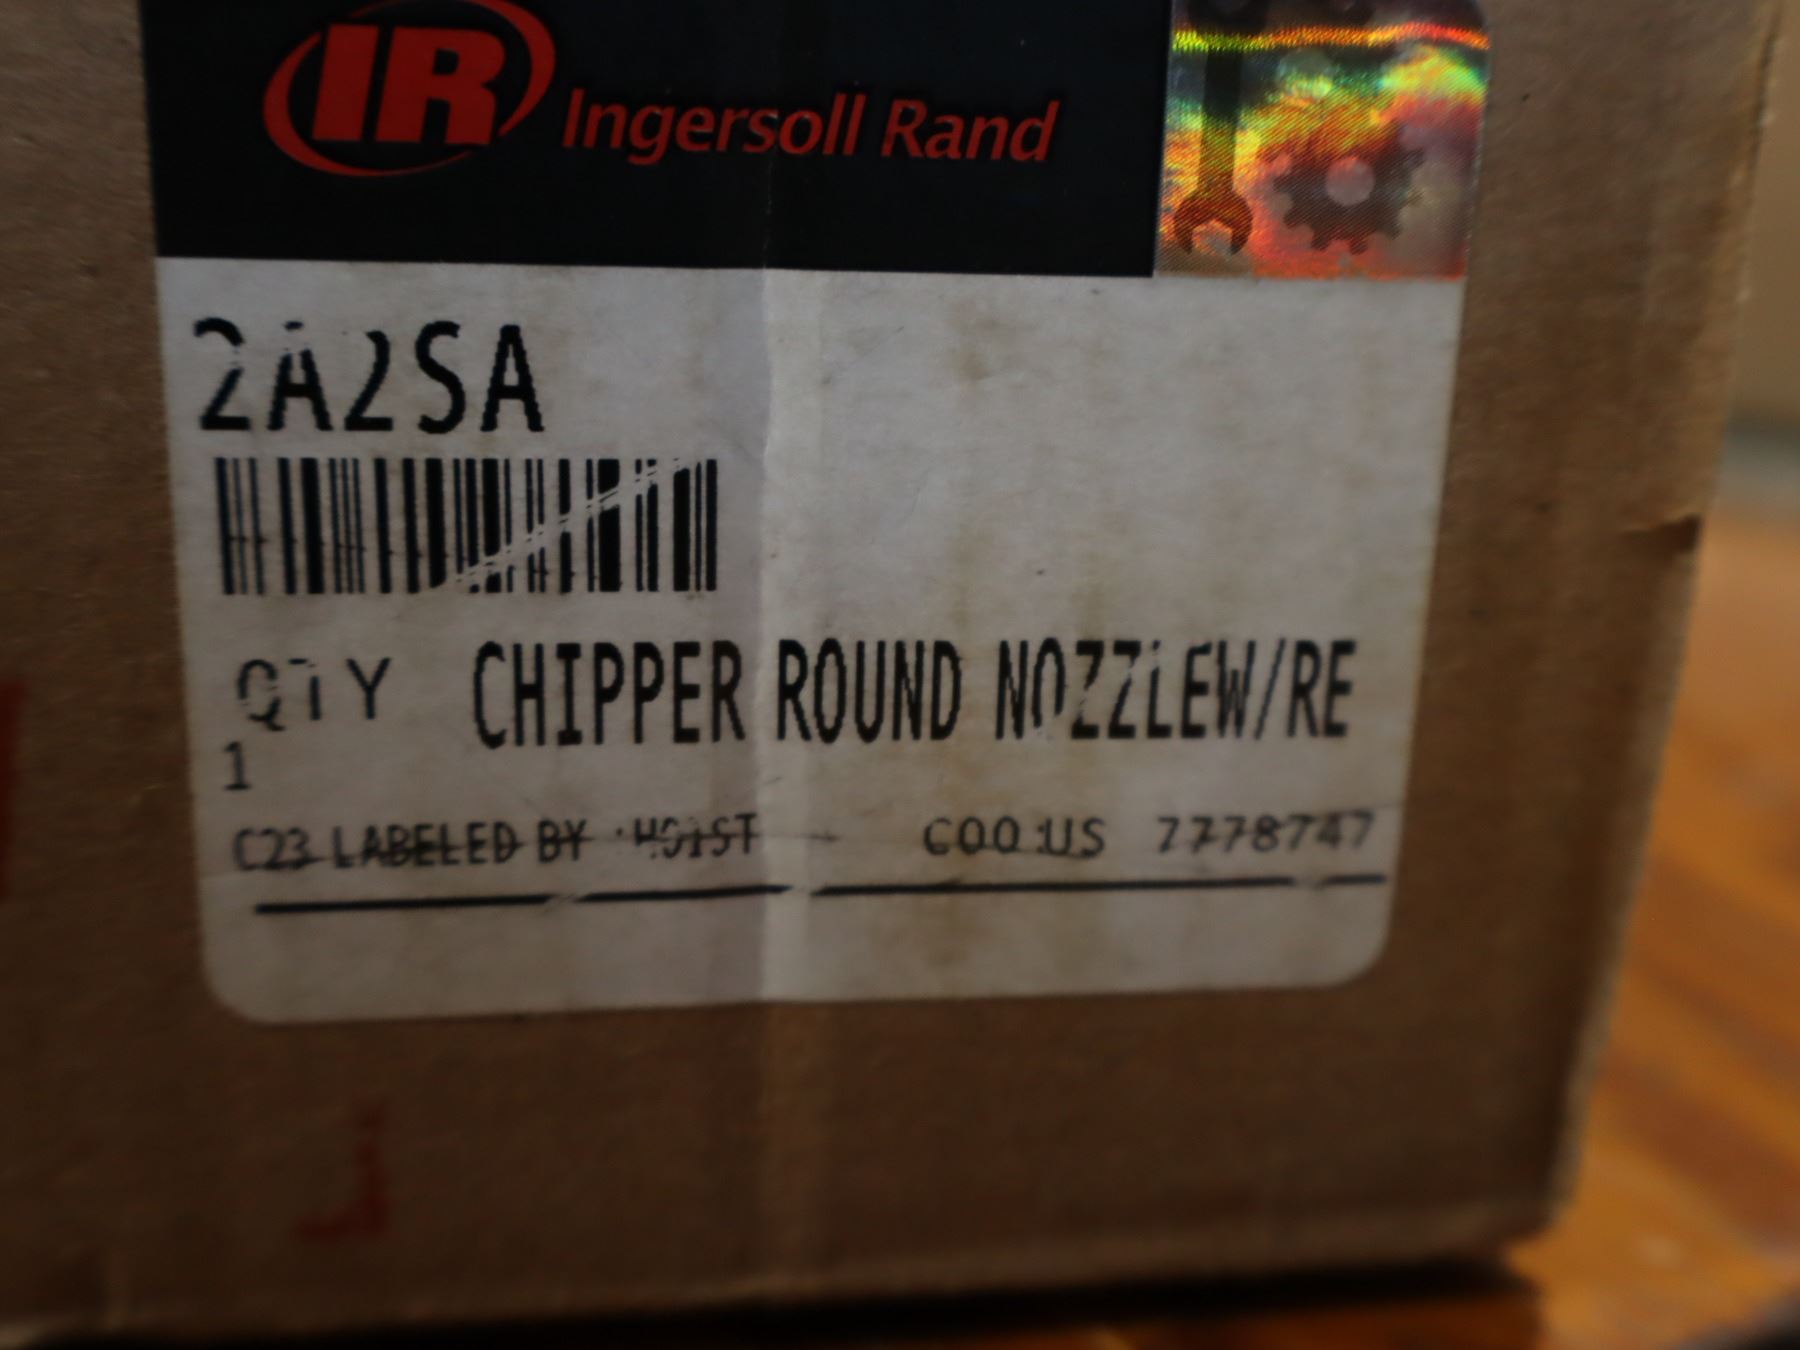 IR Ingersoll Rand
2A2SA
QTY CHIPPER ROUND NOZZLEW/RE
1
C23 LABELED BY HOIST COO:US 7778747